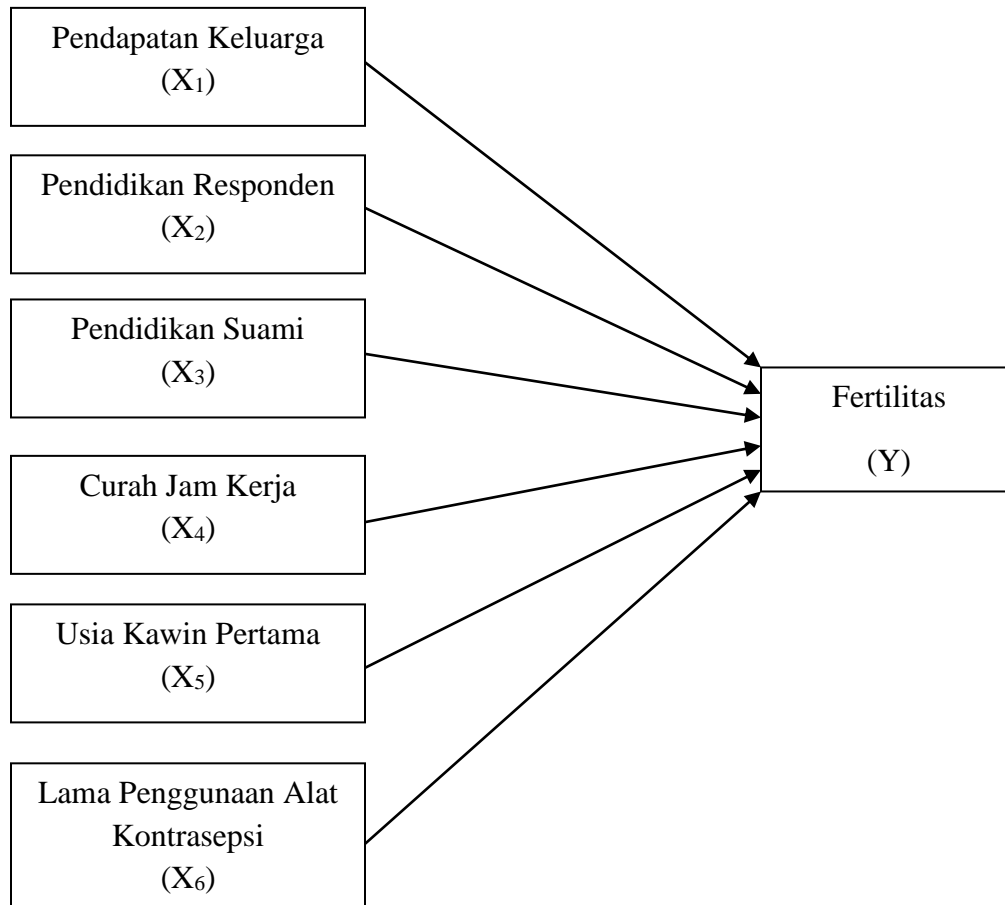 Pendapatan Keluarga
(X₁)
Pendidikan Responden
(X₂)
Pendidikan Suami
(X₃)
Curah Jam Kerja
(X₄)
Usia Kawin Pertama
(X₅)
Lama Penggunaan Alat
Kontrasepsi
(X₆)
Fertilitas
(Y)